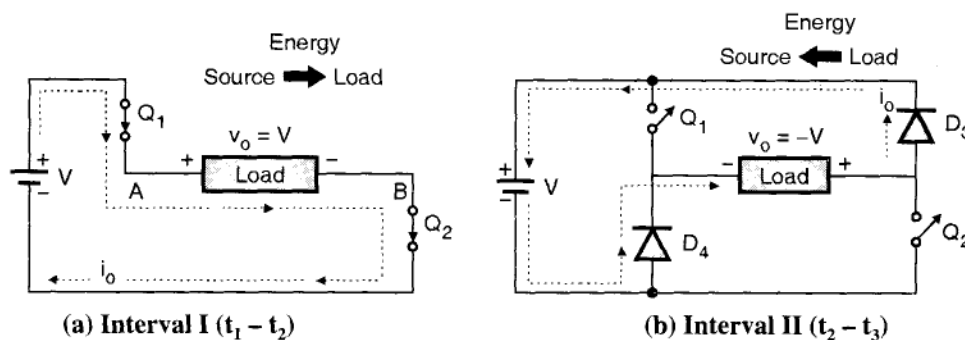 Energy
Source Load
Q1
+
V
−
A
+
vo = V
Load
−
B
Q2
io
(a) Interval I (t1 – t2)
Energy
Source Load
+
V
−
Q1
vo = –V
−
Load
+
io
D3
D4
Q2
(b) Interval II (t2 – t3)